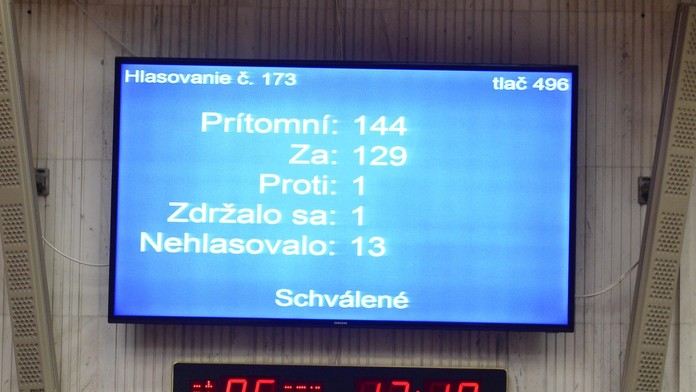 Hlasovanie č. 173
tlač 496
Prítomní: 144
Za: 129
Proti: 1
Zdržalo sa: 1
Nehlasovalo: 13
Schválené